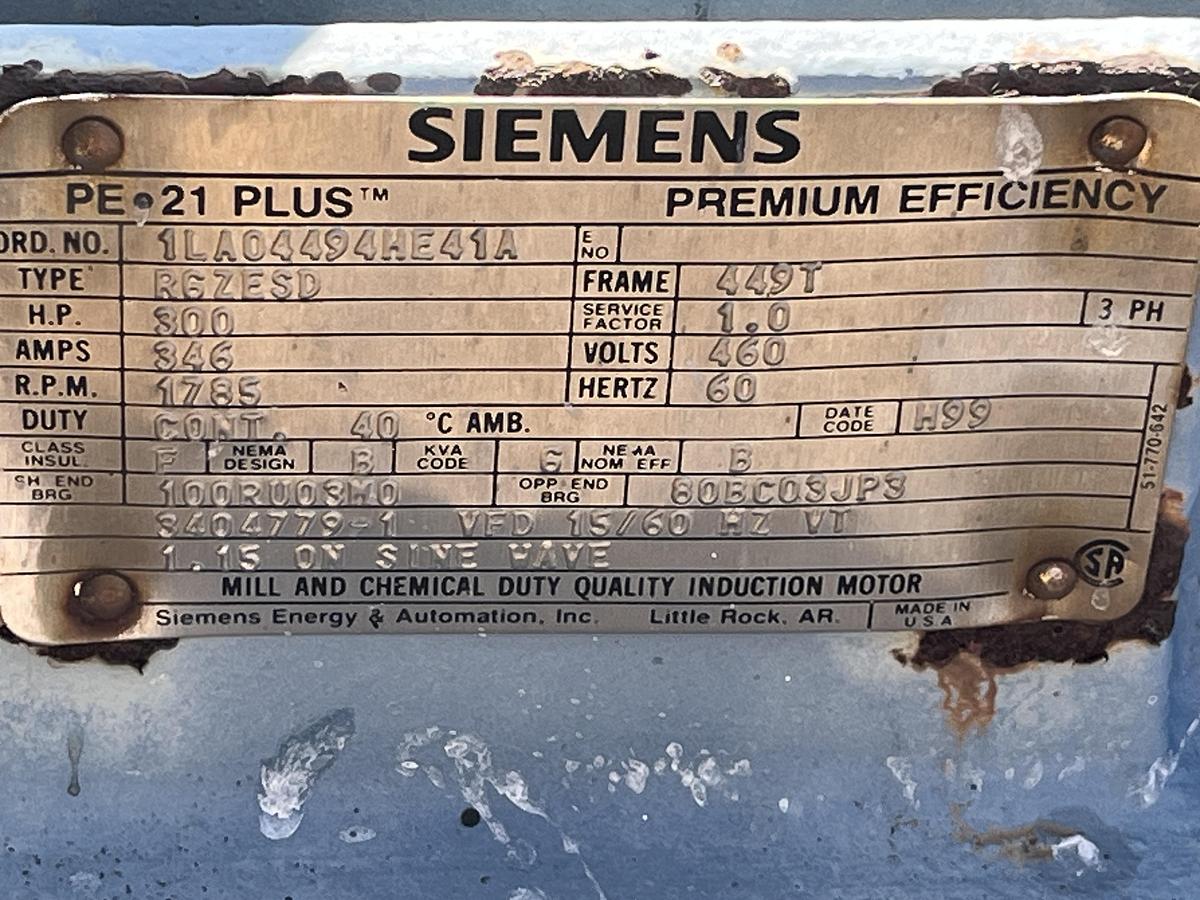 SIEMENS
PE•21 PLUS™ PREMIUM EFFICIENCY
ORD. NO. 1LA04494HE41A E NO
TYPE RGZESD FRAME 449T
H.P. 300 SERVICE FACTOR 1.0 3 PH
AMPS 346 VOLTS 460
R.P.M. 1785 HERTZ 60
DUTY CONT. 40 °C AMB. DATE CODE H99
CLASS INSUL F NEMA DESIGN B KVA CODE G NEMA NOM EFF B
SH END BRG 100RU03M0 OPP END BRG 80BC03JP3
3404779-1 VFD 15/60 HZ VT
1.15 ON SINE WAVE
MILL AND CHEMICAL DUTY QUALITY INDUCTION MOTOR
Siemens Energy & Automation, Inc. Little Rock, AR. MADE IN USA
51-770-642
SA